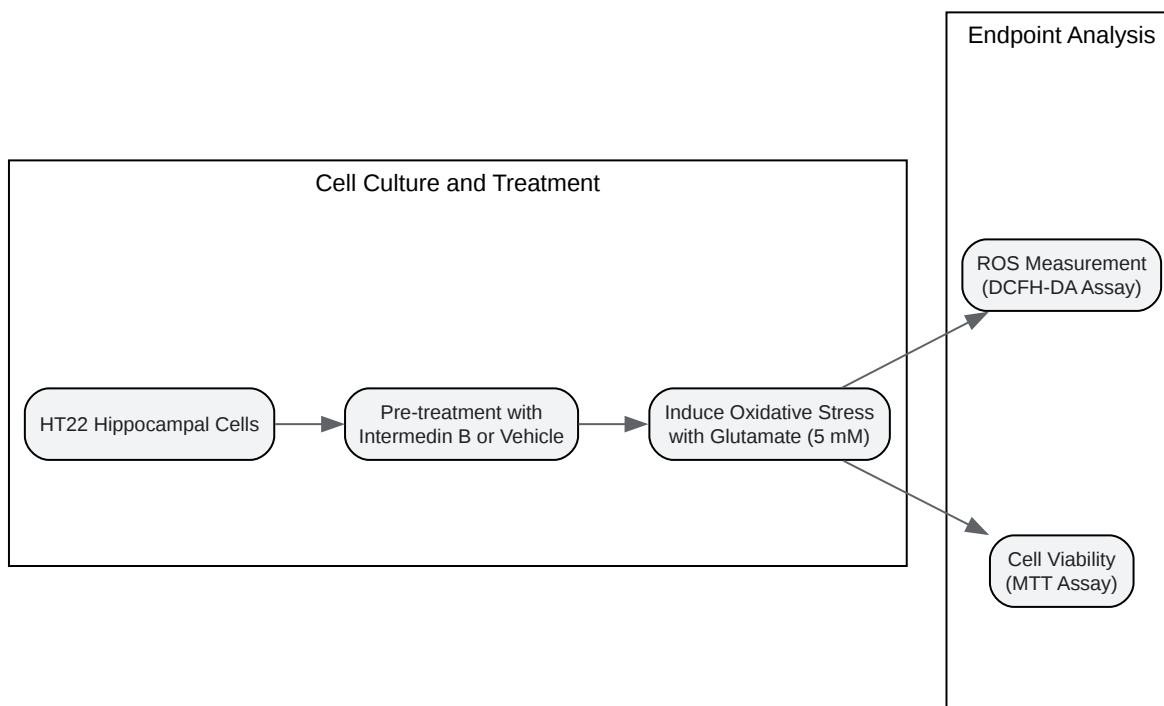 Endpoint Analysis
Cell Culture and Treatment
HT22 Hippocampal Cells
Pre-treatment with
Intermedin B or Vehicle
Induce Oxidative Stress
with Glutamate (5 mM)
ROS Measurement
(DCFH-DA Assay)
Cell Viability
(MTT Assay)